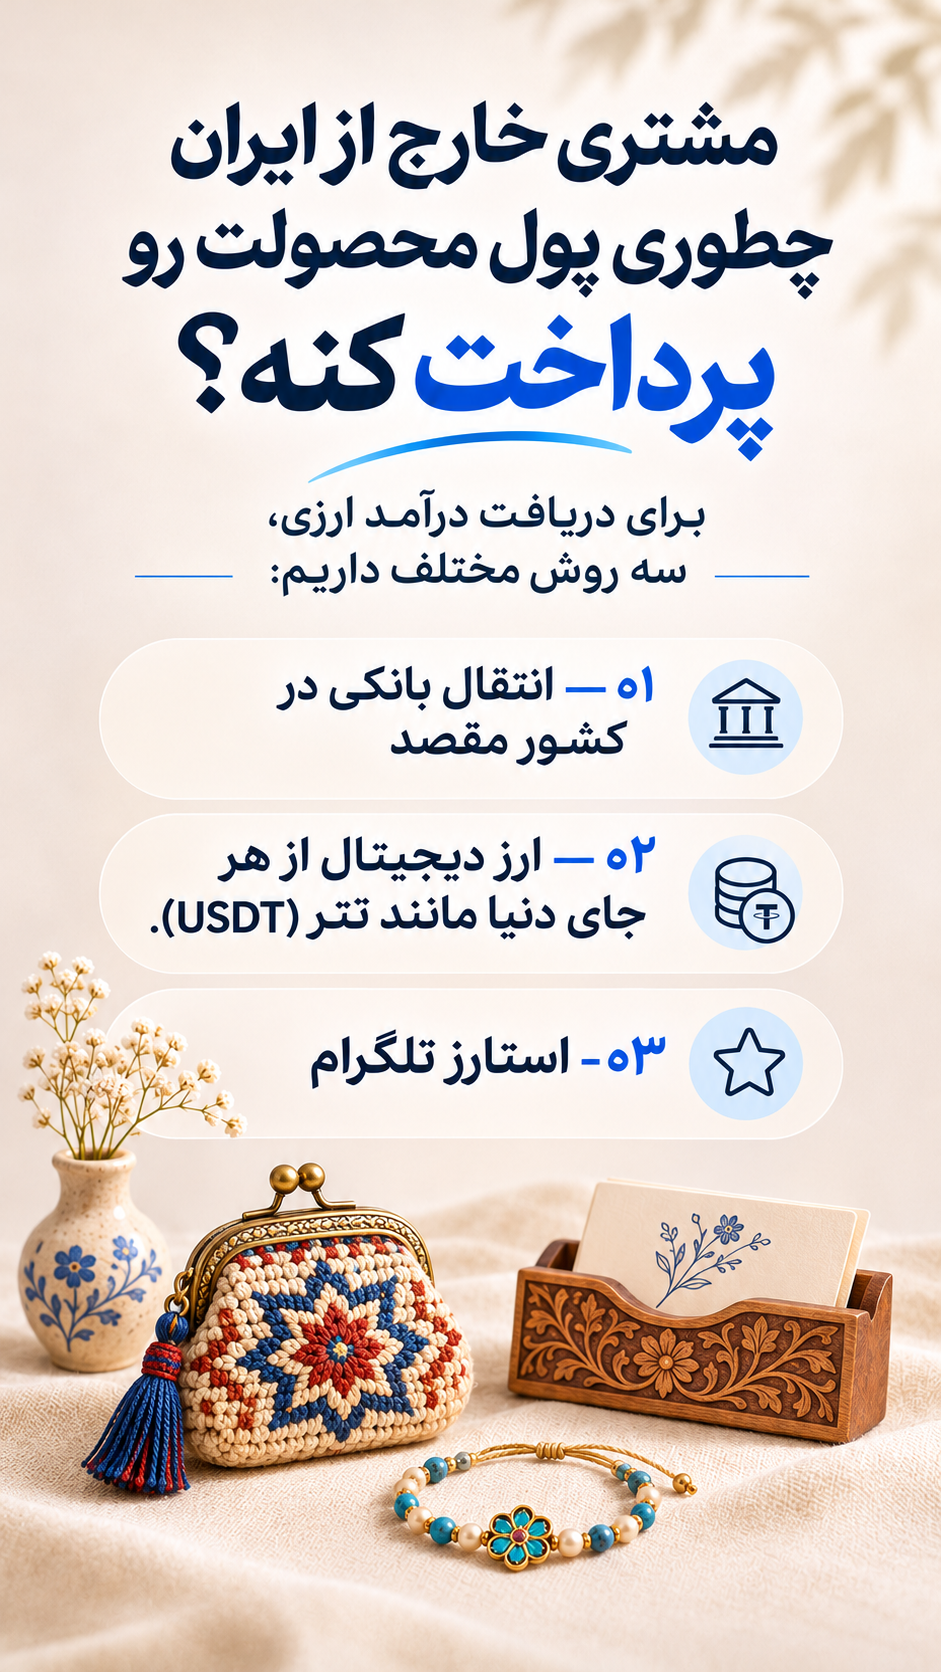 مشتری خارج از ایران
چطوری پول محصولت رو
پرداخت کنه؟
برای دریافت درآمد ارزی،
سه روش مختلف داریم:
۰۱ — انتقال بانکی در
کشور مقصد
۰۲ — ارز دیجیتال از هر
جای دنیا مانند تتر (USDT).
۰۳- استارز تلگرام